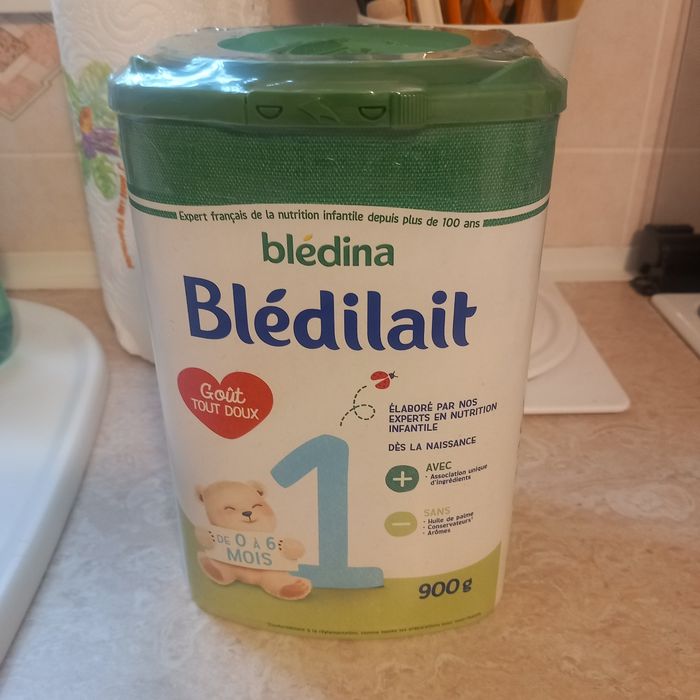 Expert français de la nutrition infantile depuis plus de 100 ans
blédina
Blédilait
Goût
TOUT DOUX
ÉLABORÉ PAR NOS
EXPERTS EN NUTRITION
INFANTILE
DÈS LA NAISSANCE
AVEC
• Association unique
d'ingrédients
SANS
• Huile de palme
• Conservateurs*
• Arômes
1
DE 0 À 6
MOIS
900g